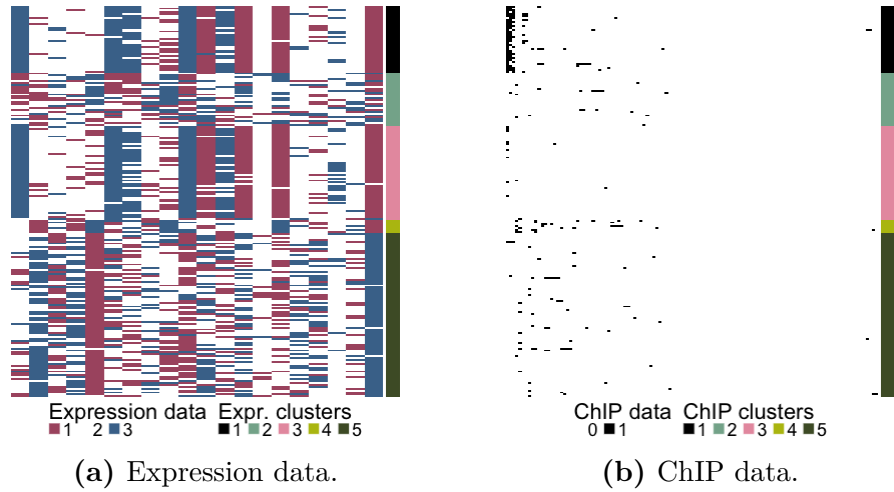 Expression data Expr. clusters
1 2 3 1 2 3 4 5
ChIP data ChIP clusters
0 1 1 2 3 4 5
(a) Expression data.
(b) ChIP data.